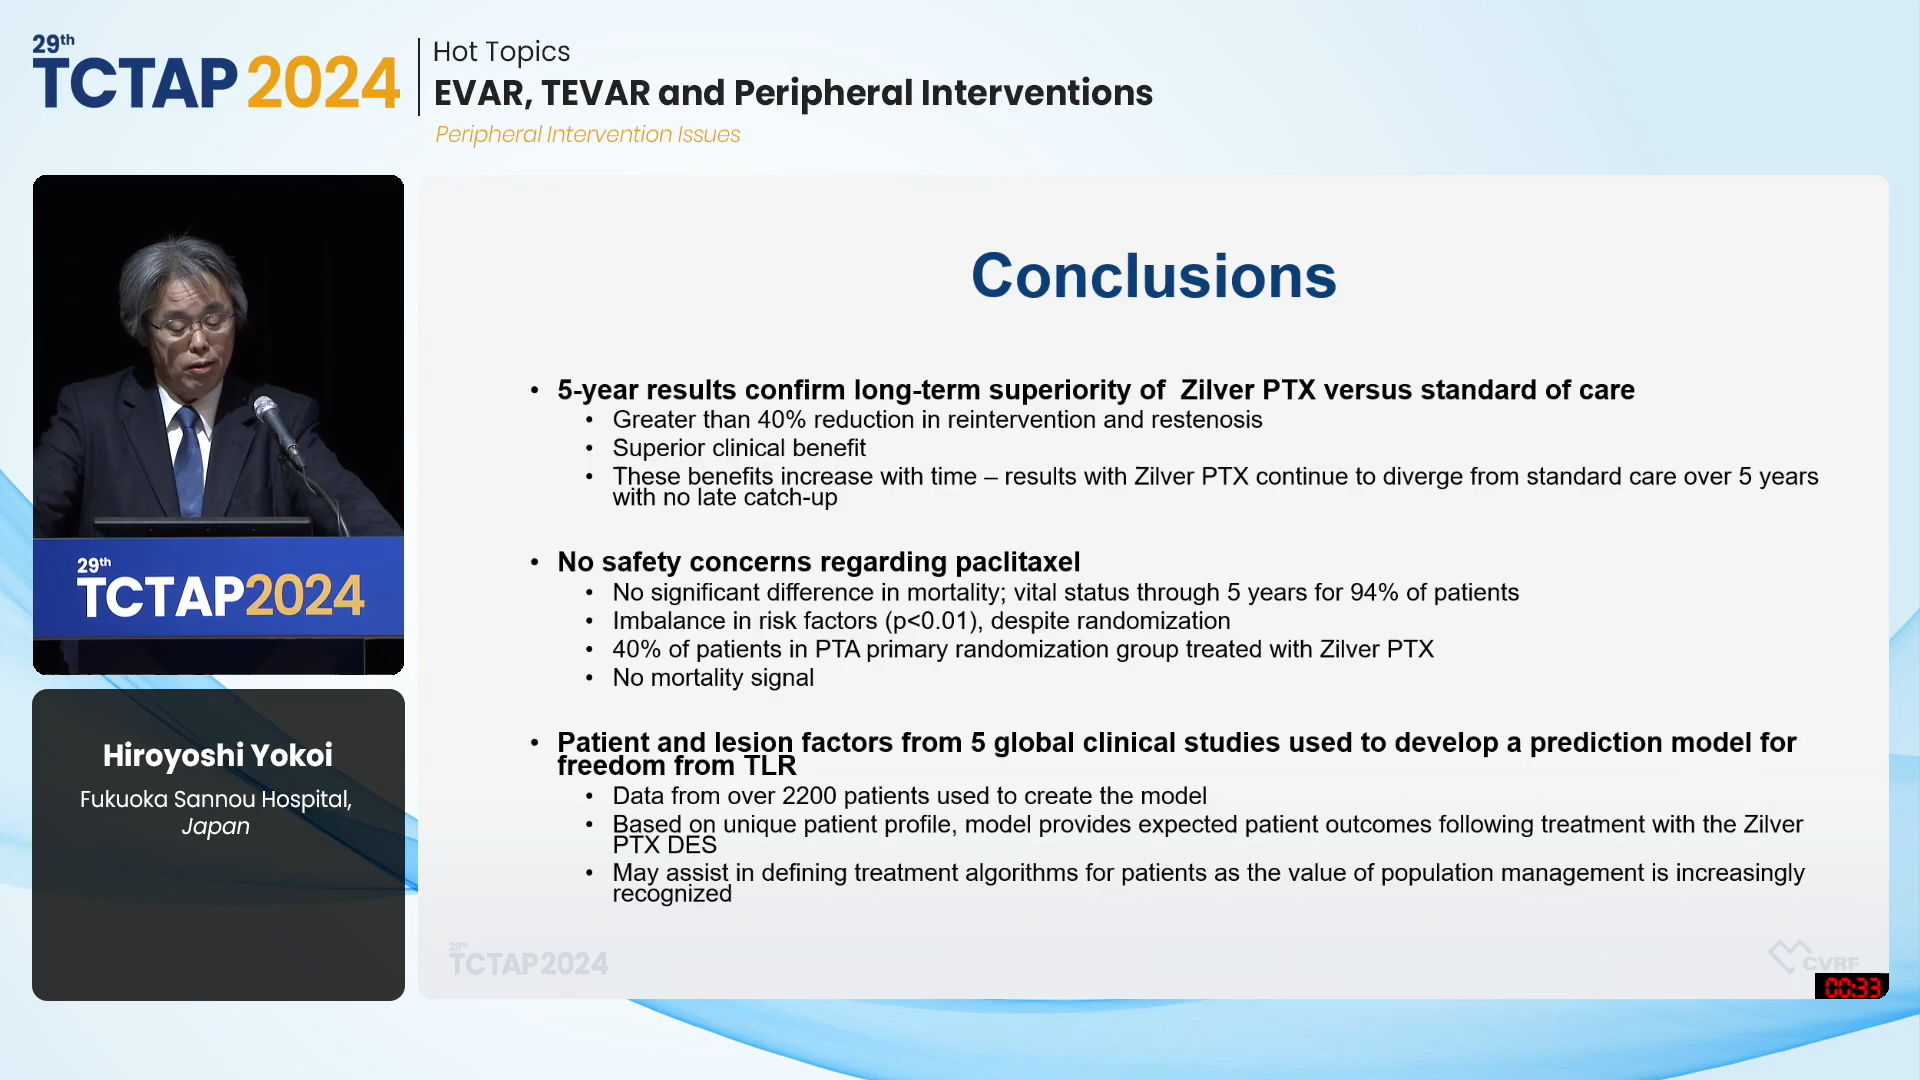 29th
TCTAP 2024
Hot Topics
EVAR, TEVAR and Peripheral Interventions
Peripheral Intervention Issues
29th
TCTAP2024
Hiroyoshi Yokoi
Fukuoka Sannou Hospital,
Japan
Conclusions
• 5-year results confirm long-term superiority of Zilver PTX versus standard of care
• Greater than 40% reduction in reintervention and restenosis
• Superior clinical benefit
• These benefits increase with time – results with Zilver PTX continue to diverge from standard care over 5 years
with no late catch-up
• No safety concerns regarding paclitaxel
• No significant difference in mortality; vital status through 5 years for 94% of patients
• Imbalance in risk factors (p<0.01), despite randomization
• 40% of patients in PTA primary randomization group treated with Zilver PTX
• No mortality signal
• Patient and lesion factors from 5 global clinical studies used to develop a prediction model for
freedom from TLR
• Data from over 2200 patients used to create the model
• Based on unique patient profile, model provides expected patient outcomes following treatment with the Zilver
PTX DES
• May assist in defining treatment algorithms for patients as the value of population management is increasingly
recognized
29th
TCTAP 2024
CVRF
00:33